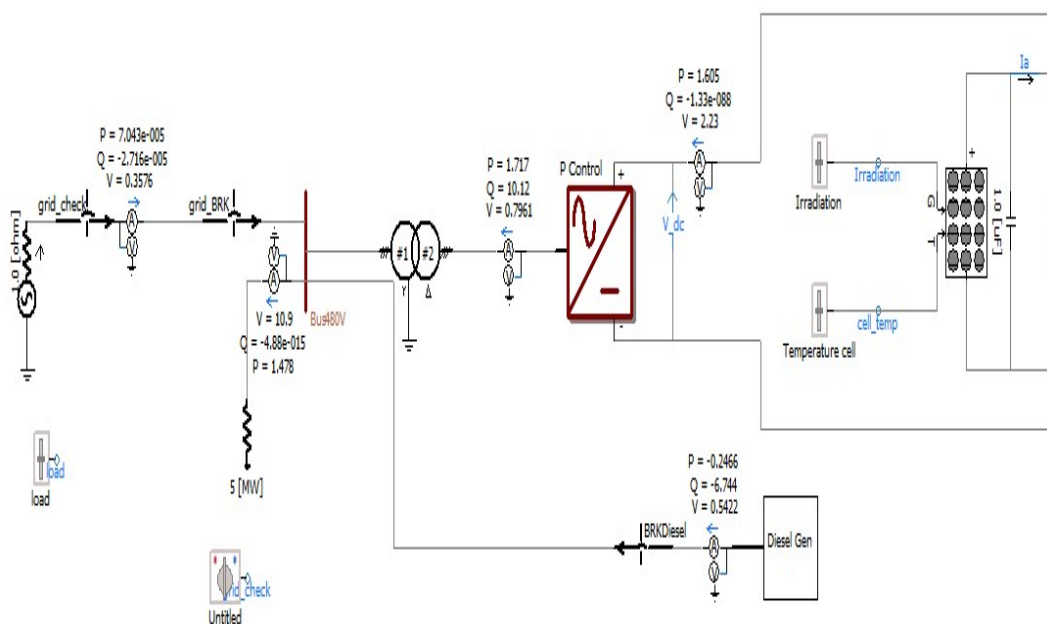 P = 7.043e-005
Q = -2.716e-005
V = 0.3576
grid_check
A
V
grid_BRK
1.0 [ohm]
S
V
A
V = 10.9
Q = -4.88e-015
P = 1.478
Bus480V
5 [MW]
#1
#2
Y
Δ
P = 1.717
Q = 10.12
V = 0.7961
A
V
P Control
+
-
P = 1.605
Q = -1.33e-088
V = 2.23
A
V
V_dc
Irradiation
Irradiation
Temperature cell
cell_temp
G
T
+
1.0 [uF]
Ia
load
load
grid_check
Untitled
P = -0.2466
Q = -6.744
V = 0.5422
BRKDiesel
A
V
Diesel Gen